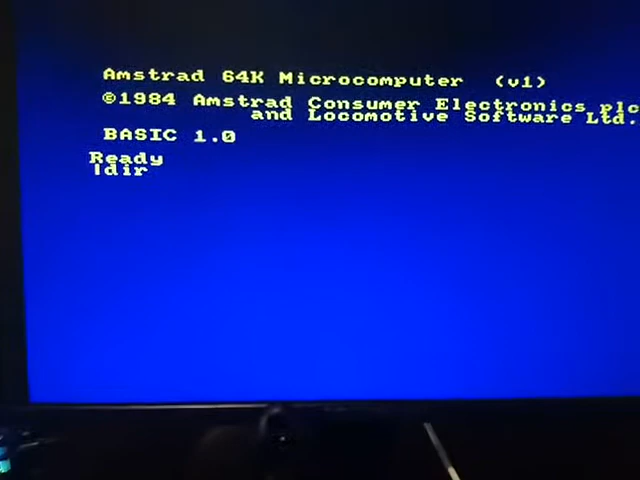 Amstrad 64K Microcomputer (v1)
©1984 Amstrad Consumer Electronics plc
and Locomotive Software Ltd.
BASIC 1.0
Ready
|dir